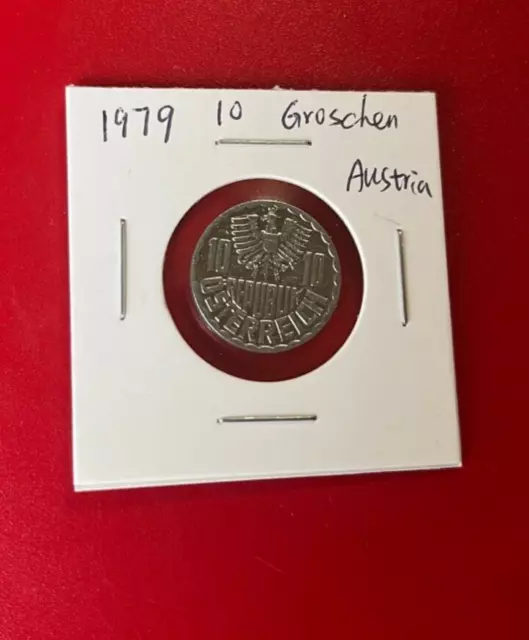 1979 10 Groschen
Austria
10 10
REPUBLIK
ÖSTERREICH